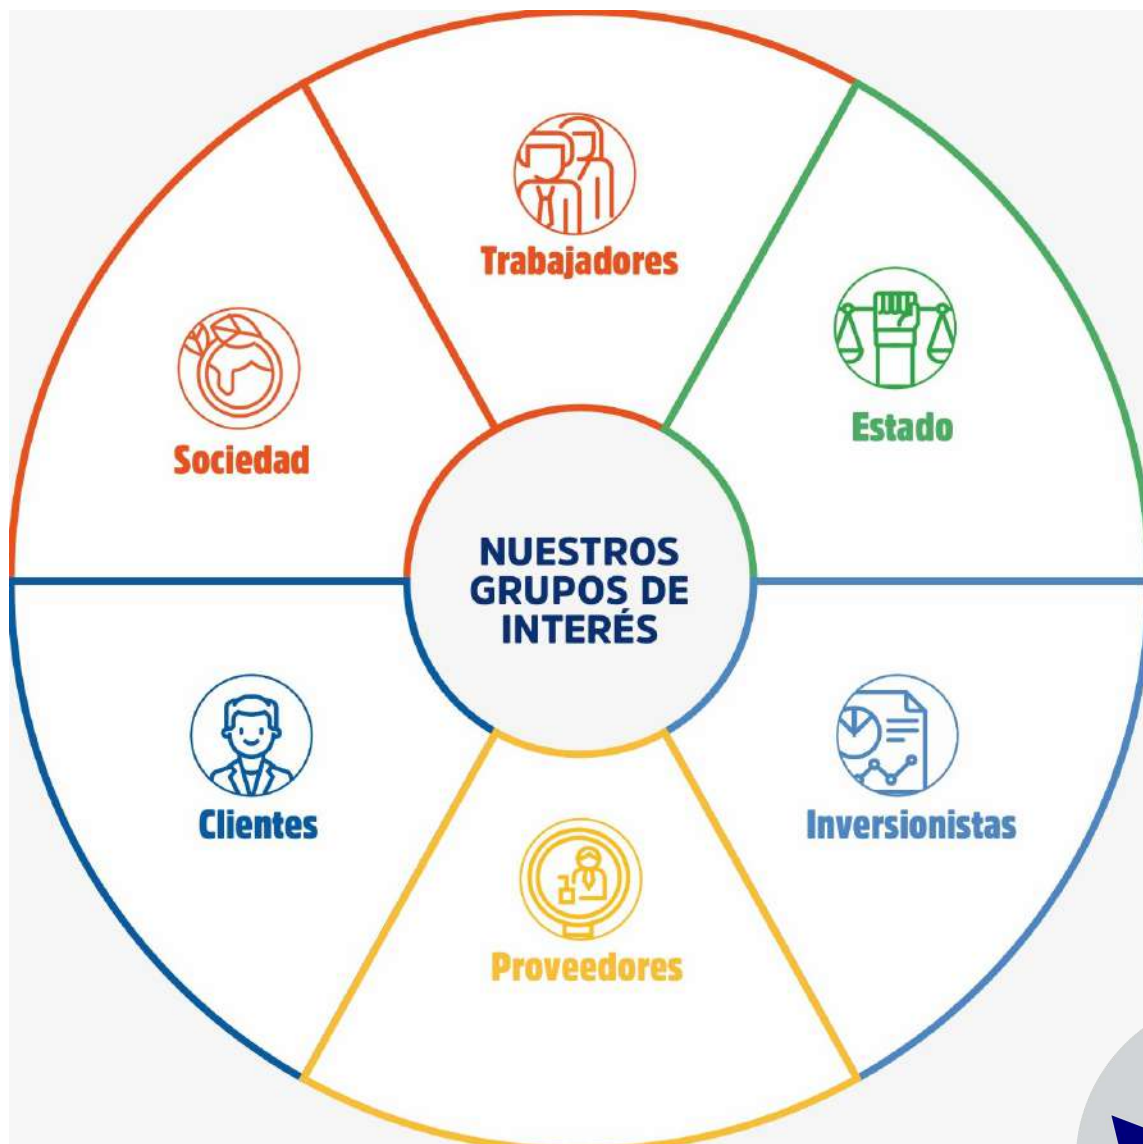 Trabajadores
Estado
Sociedad
NUESTROS
GRUPOS DE
INTERÉS
Clientes
Inversionistas
Proveedores